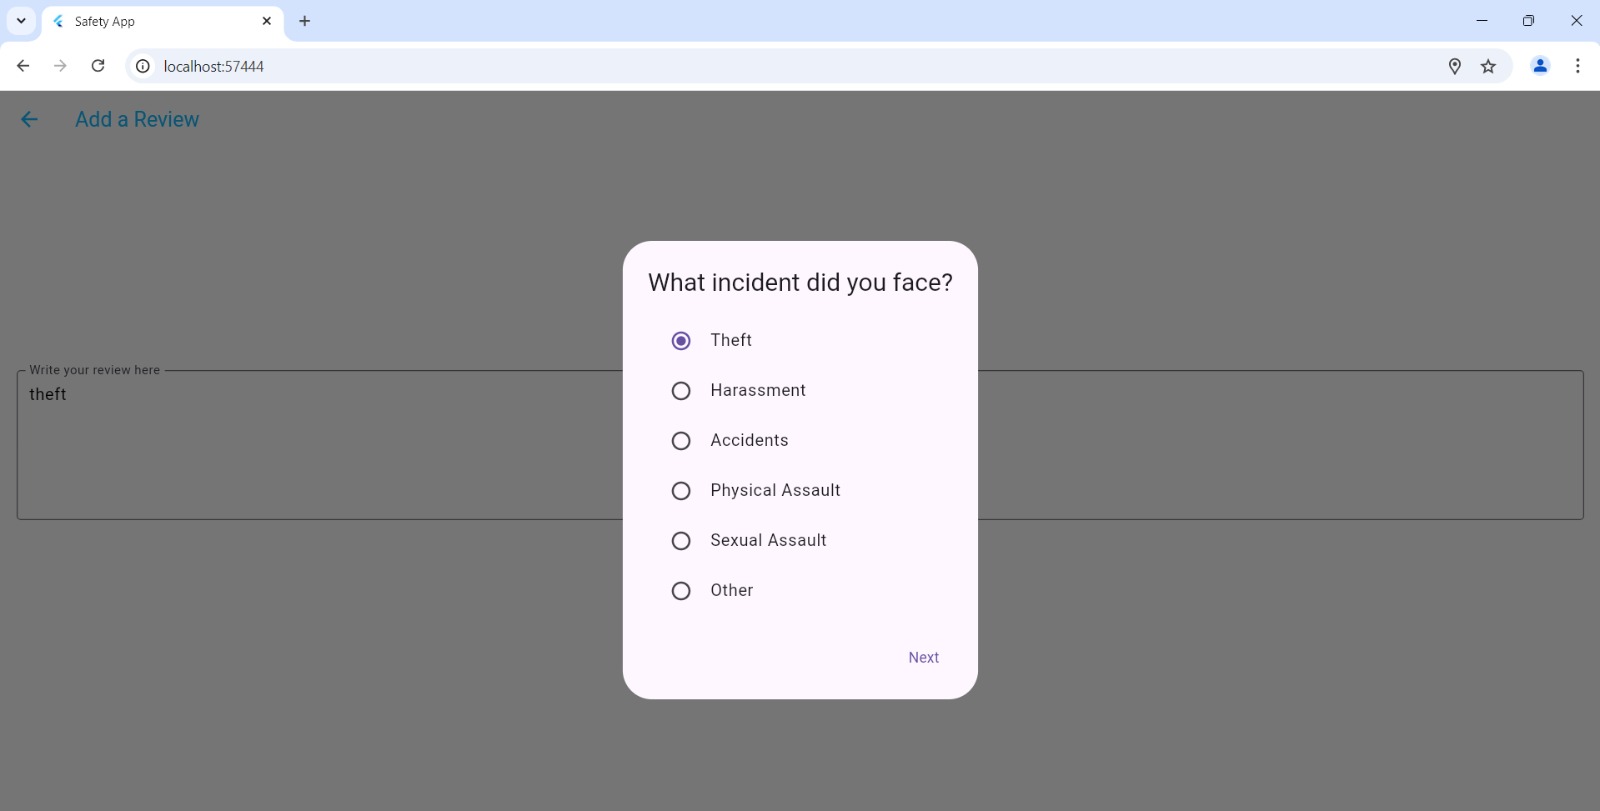 Safety App
localhost:57444
Add a Review
What incident did you face?
Theft
Harassment
Accidents
Physical Assault
Sexual Assault
Other
Next
Write your review here
theft